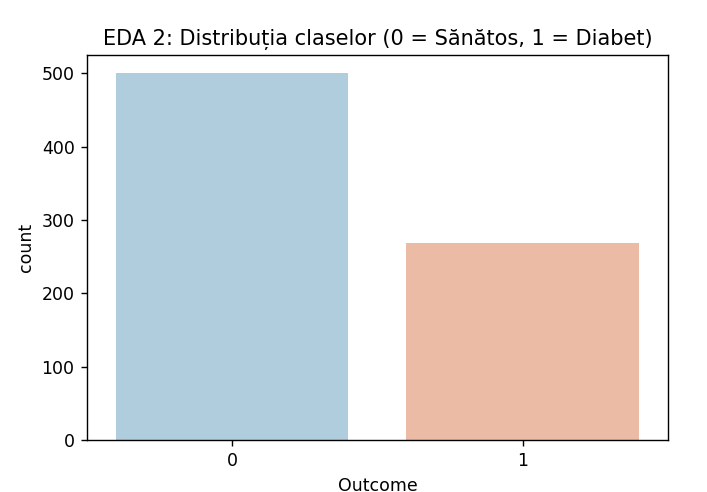 EDA 2: Distribuția claselor (0 = Sănătos, 1 = Diabet)
500
400
300
200
100
0
count
0 1
Outcome